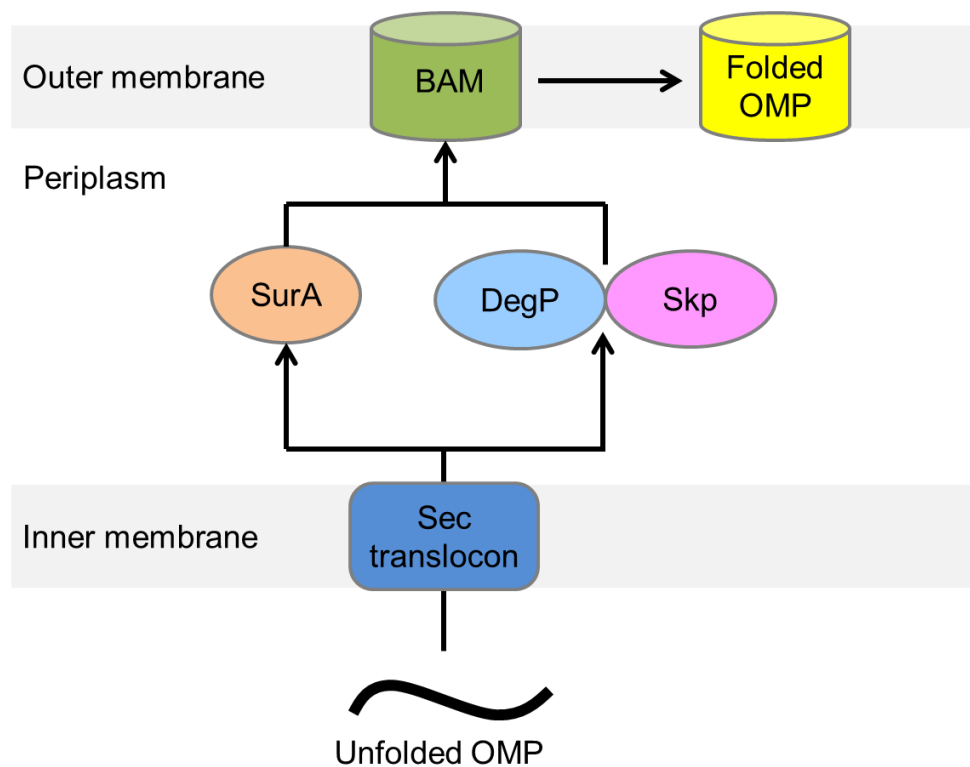 Outer membrane
BAM
Folded
OMP
Periplasm
SurA
DegP
Skp
Inner membrane
Sec
translocon
Unfolded OMP